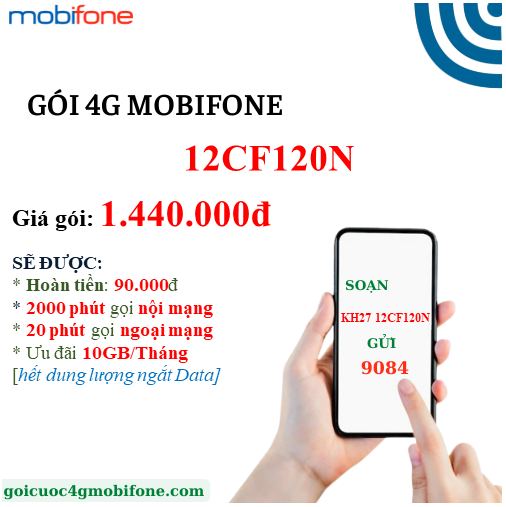 mobifone
GÓI 4G MOBIFONE
12CF120N
Giá gói: 1.440.000đ
SẼ ĐƯỢC:
* Hoàn tiền: 90.000đ
* 2000 phút gọi nội mạng
* 20 phút gọi ngoại mạng
* Ưu đãi 10GB/Tháng
[hết dung lượng ngắt Data]
SOẠN
KH27 12CF120N
GỬI
9084
goicuoc4gmobifone.com